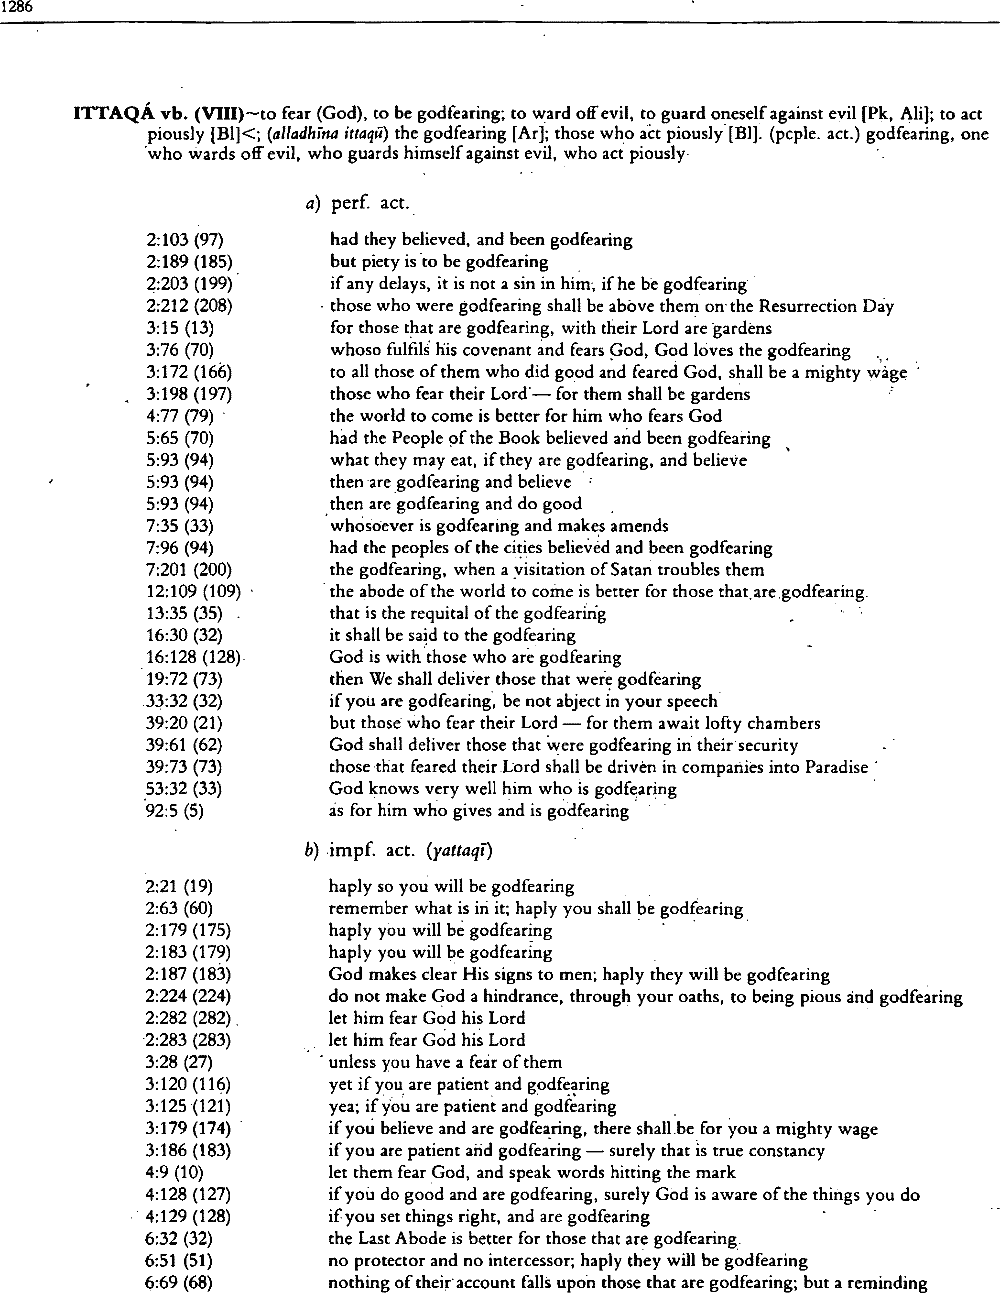 1286
ITTAQÁ vb. (VIII)~to fear (God), to be godfearing; to ward off evil, to guard oneself against evil [Pk, Ali]; to act
piously [Bl]<; (alladhīna ittaqū) the godfearing [Ar]; those who act piously [Bl]. (pcple. act.) godfearing, one
who wards off evil, who guards himself against evil, who act piously
a) perf. act.
2:103 (97) had they believed, and been godfearing
2:189 (185) but piety is to be godfearing
2:203 (199) if any delays, it is not a sin in him, if he be godfearing
2:212 (208) those who were godfearing shall be above them on the Resurrection Day
3:15 (13) for those that are godfearing, with their Lord are gardens
3:76 (70) whoso fulfils his covenant and fears God, God loves the godfearing
3:172 (166) to all those of them who did good and feared God, shall be a mighty wage
3:198 (197) those who fear their Lord — for them shall be gardens
4:77 (79) the world to come is better for him who fears God
5:65 (70) had the People of the Book believed and been godfearing
5:93 (94) what they may eat, if they are godfearing, and believe
5:93 (94) then are godfearing and believe
5:93 (94) then are godfearing and do good
7:35 (33) whosoever is godfearing and makes amends
7:96 (94) had the peoples of the cities believed and been godfearing
7:201 (200) the godfearing, when a visitation of Satan troubles them
12:109 (109) the abode of the world to come is better for those that are godfearing.
13:35 (35) that is the requital of the godfearing
16:30 (32) it shall be said to the godfearing
16:128 (128) God is with those who are godfearing
19:72 (73) then We shall deliver those that were godfearing
33:32 (32) if you are godfearing, be not abject in your speech
39:20 (21) but those who fear their Lord — for them await lofty chambers
39:61 (62) God shall deliver those that were godfearing in their security
39:73 (73) those that feared their Lord shall be driven in companies into Paradise
53:32 (33) God knows very well him who is godfearing
92:5 (5) as for him who gives and is godfearing
b) impf. act. (yattaqī)
2:21 (19) haply so you will be godfearing
2:63 (60) remember what is in it; haply you shall be godfearing
2:179 (175) haply you will be godfearing
2:183 (179) haply you will be godfearing
2:187 (183) God makes clear His signs to men; haply they will be godfearing
2:224 (224) do not make God a hindrance, through your oaths, to being pious and godfearing
2:282 (282) let him fear God his Lord
2:283 (283) let him fear God his Lord
3:28 (27) unless you have a fear of them
3:120 (116) yet if you are patient and godfearing
3:125 (121) yea; if you are patient and godfearing
3:179 (174) if you believe and are godfearing, there shall be for you a mighty wage
3:186 (183) if you are patient and godfearing — surely that is true constancy
4:9 (10) let them fear God, and speak words hitting the mark
4:128 (127) if you do good and are godfearing, surely God is aware of the things you do
4:129 (128) if you set things right, and are godfearing
6:32 (32) the Last Abode is better for those that are godfearing
6:51 (51) no protector and no intercessor; haply they will be godfearing
6:69 (68) nothing of their account falls upon those that are godfearing; but a reminding